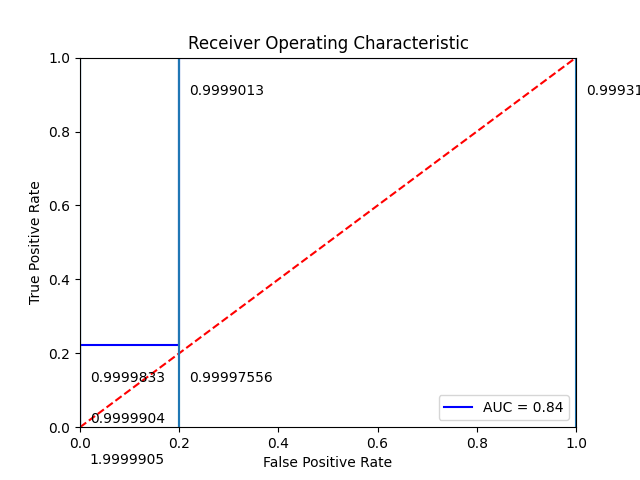 Receiver Operating Characteristic
1.0
0.9999013
0.99931
0.8
0.6
True Positive Rate
0.4
0.2
0.9999833
0.99997556
0.9999904
AUC = 0.84
0.0
0.0 0.2 0.4 0.6 0.8 1.0
1.9999905
False Positive Rate